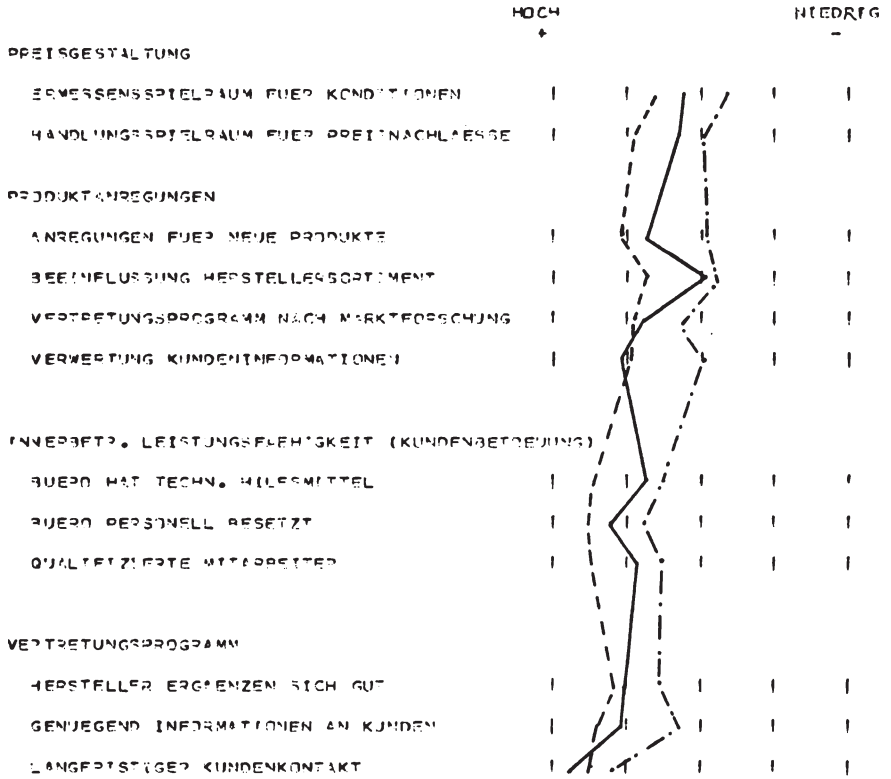 HOCH NIEDRIG
+ -
PREISGESTALTUNG
ERMESSENSSPIELRAUM FUER KONDITIONEN
HANDLUNGSSPIELRAUM FUER PREISNACHLAESSE
PRODUKTANREGUNGEN
ANREGUNGEN FUER NEUE PRODUKTE
BEEINFLUSSUNG HERSTELLERSORTIMENT
VERTRETUNGSPROGRAMM NACH MARKTFORSCHUNG
VERWERTUNG KUNDENINFORMATIONEN
INNERBETR. LEISTUNGSFAEHIGKEIT (KUNDENBETREUUNG)
BUERO HAT TECHN. HILFSMITTEL
BUERO PERSONELL BESETZT
QUALIFIZIERTE MITARBEITER
VERTRETUNGSPROGRAMM
HERSTELLER ERGAENZEN SICH GUT
GENUEGEND INFORMATIONEN AN KUNDEN
LANGFRISTIGER KUNDENKONTAKT